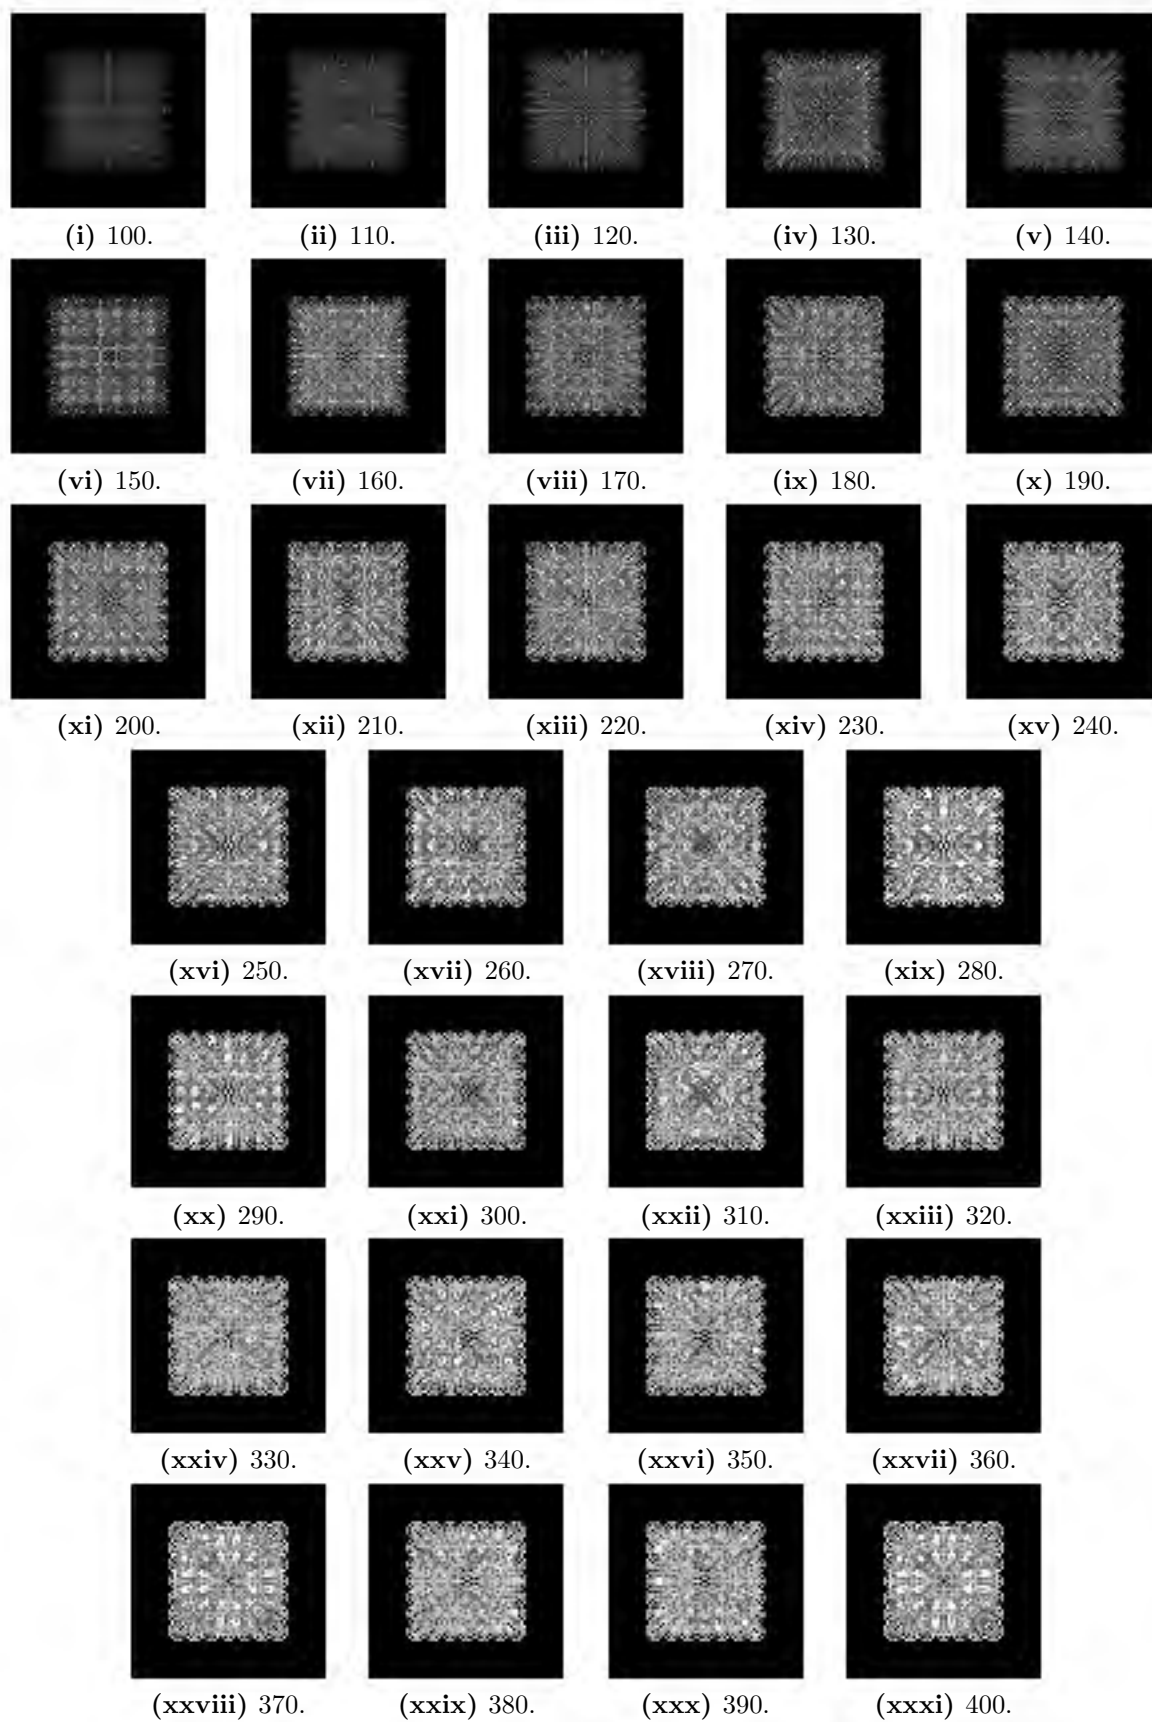 (i) 100. (ii) 110. (iii) 120. (iv) 130. (v) 140.
(vi) 150. (vii) 160. (viii) 170. (ix) 180. (x) 190.
(xi) 200. (xii) 210. (xiii) 220. (xiv) 230. (xv) 240.
(xvi) 250. (xvii) 260. (xviii) 270. (xix) 280.
(xx) 290. (xxi) 300. (xxii) 310. (xxiii) 320.
(xxiv) 330. (xxv) 340. (xxvi) 350. (xxvii) 360.
(xxviii) 370. (xxix) 380. (xxx) 390. (xxxi) 400.